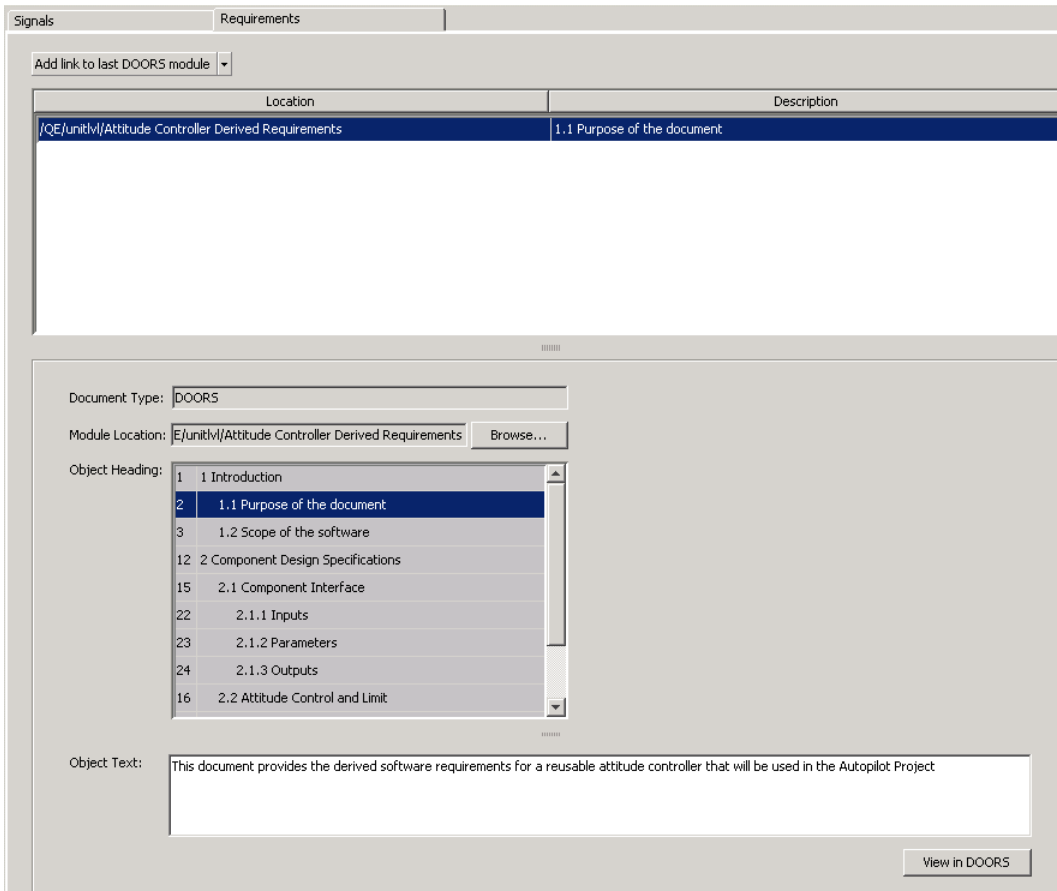 Signals Requirements
Add link to last DOORS module
Location Description
/QE/unitlvl/Attitude Controller Derived Requirements 1.1 Purpose of the document
Document Type: DOORS
Module Location: E/unitlvl/Attitude Controller Derived Requirements Browse...
Object Heading:
1 1 Introduction
2 1.1 Purpose of the document
3 1.2 Scope of the software
12 2 Component Design Specifications
15 2.1 Component Interface
22 2.1.1 Inputs
23 2.1.2 Parameters
24 2.1.3 Outputs
16 2.2 Attitude Control and Limit
Object Text: This document provides the derived software requirements for a reusable attitude controller that will be used in the Autopilot Project
View in DOORS